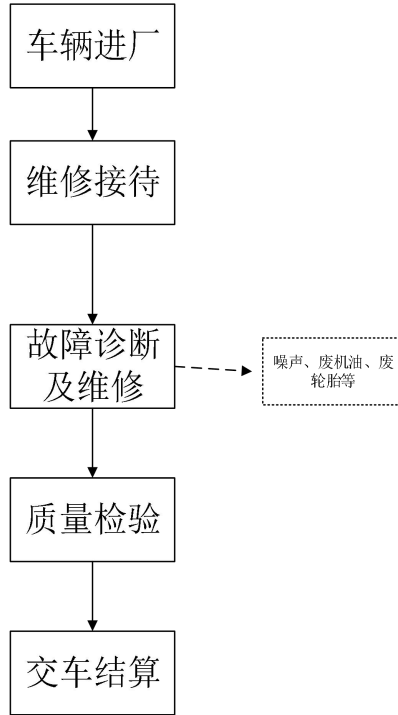 车辆进厂
维修接待
故障诊断
及维修
噪声、废机油、废
轮胎等
质量检验
交车结算